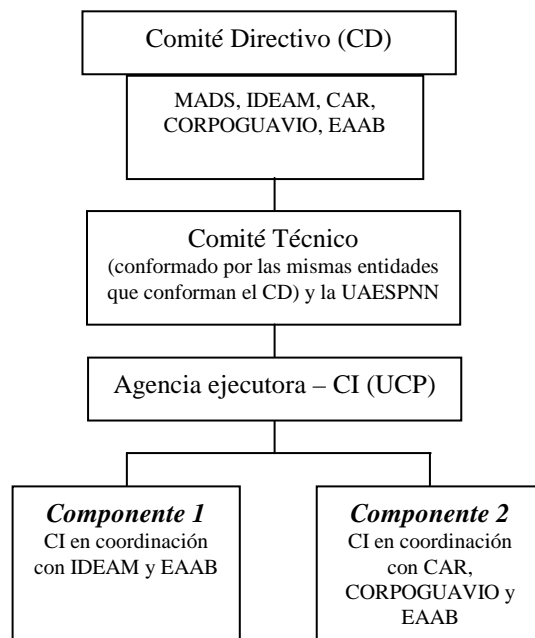 Comité Directivo (CD)
MADS, IDEAM, CAR,
CORPOGUAVIO, EAAB
Comité Técnico
(conformado por las mismas entidades
que conforman el CD) y la UAESPNN
Agencia ejecutora – CI (UCP)
Componente 1
CI en coordinación
con IDEAM y EAAB
Componente 2
CI en coordinación
con CAR,
CORPOGUAVIO y
EAAB